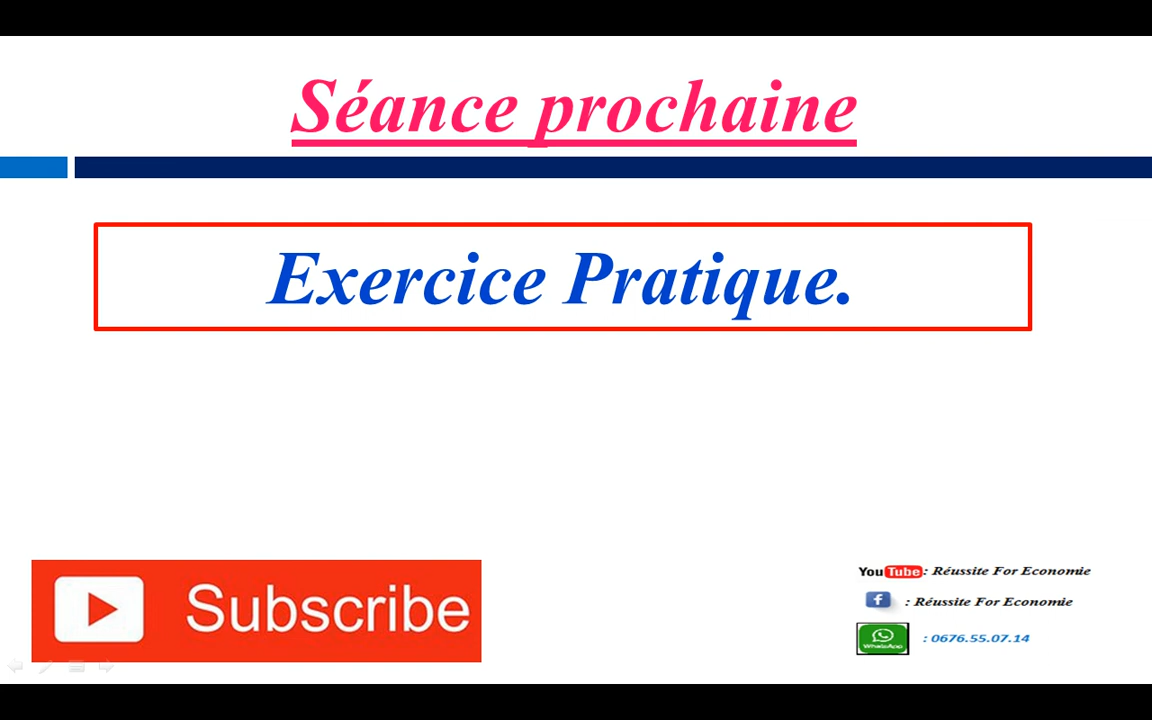 Séance prochaine
Exercice Pratique.
Subscribe
YouTube : Réussite For Economie
f : Réussite For Economie
WhatsApp : 0676.55.07.14